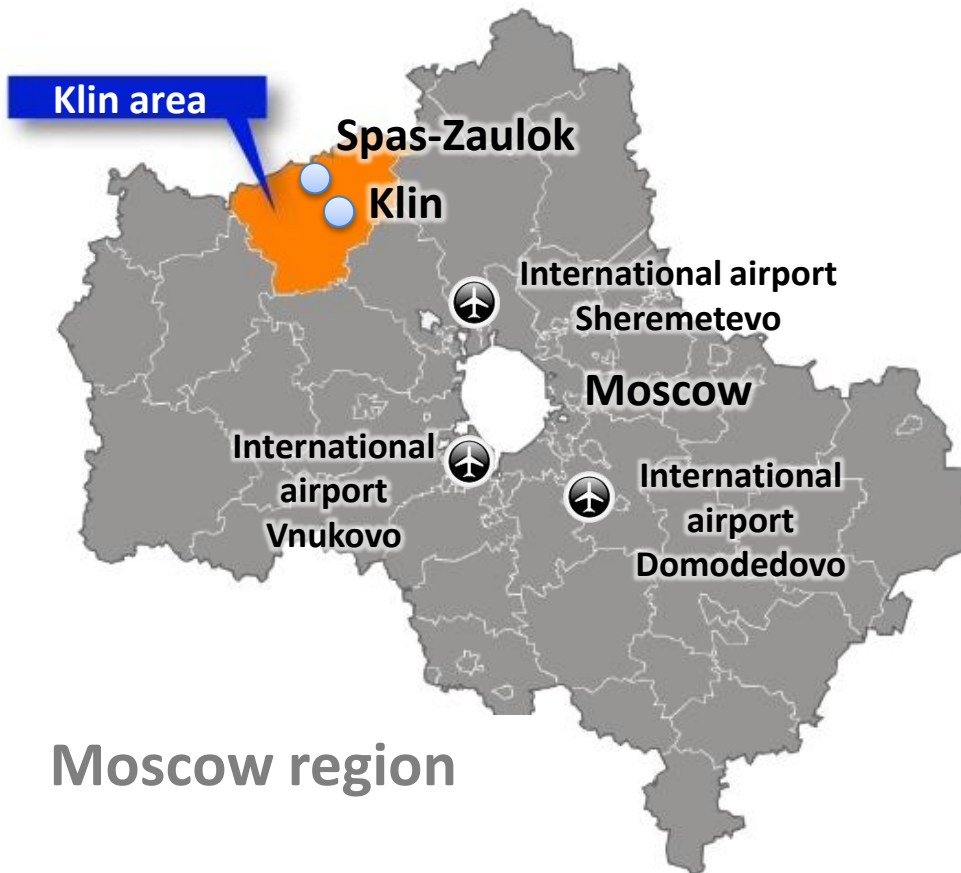 Klin area
Spas-Zaulok
Klin
International airport
Sheremetevo
Moscow
International
airport
Vnukovo
International
airport
Domodedovo
Moscow region